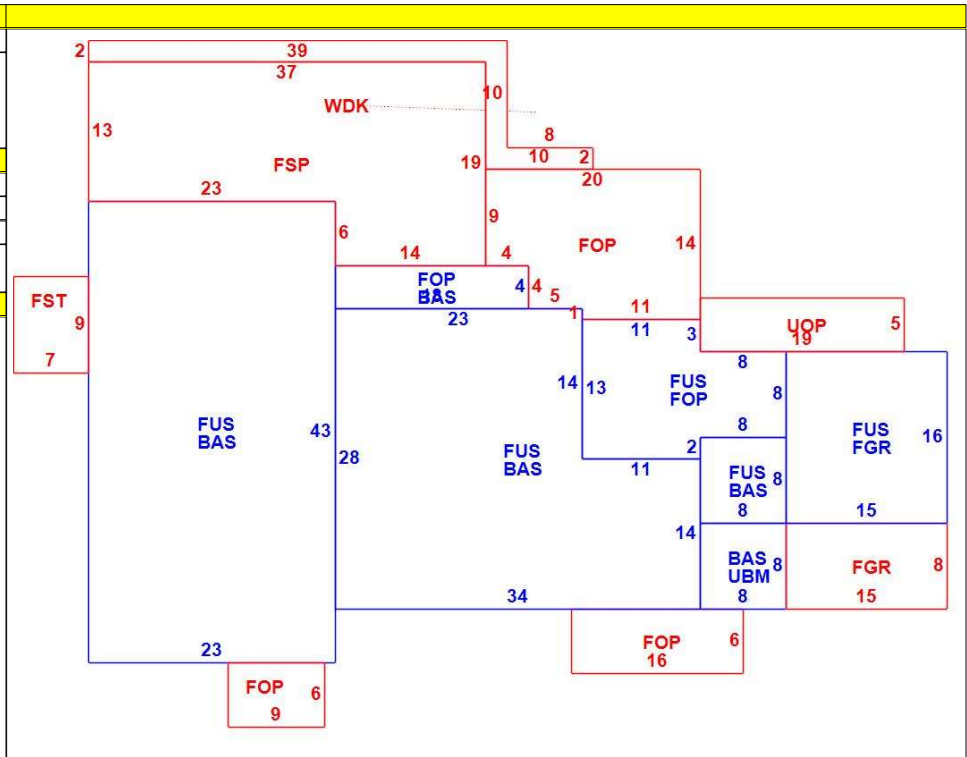 2
39
37
10
WDK
13
8
10
2
FSP
19
20
23
9
6
FOP
14
14
4
FOP
BAS
4
4
FST
9
5
1
11
UOP
5
19
23
11
3
7
8
14
13
FUS
FOP
8
FUS
BAS
43
28
FUS
BAS
8
2
11
FUS
BAS
8
8
FUS
FGR
16
15
14
BAS
UBM
8
8
FGR
8
15
34
23
FOP
6
16
FOP
6
9